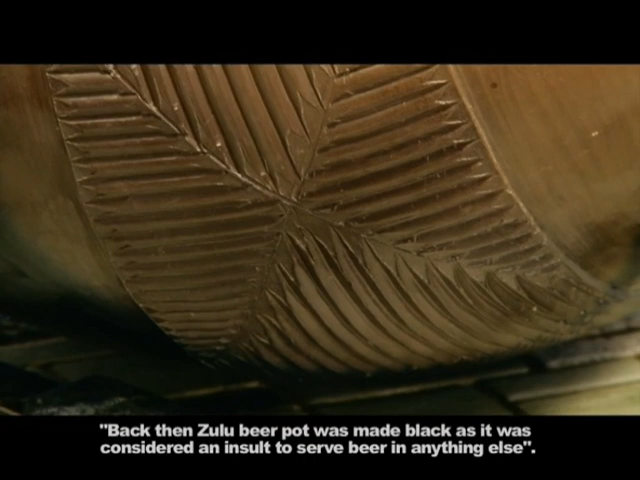 "Back then Zulu beer pot was made black as it was
considered an insult to serve beer in anything else".